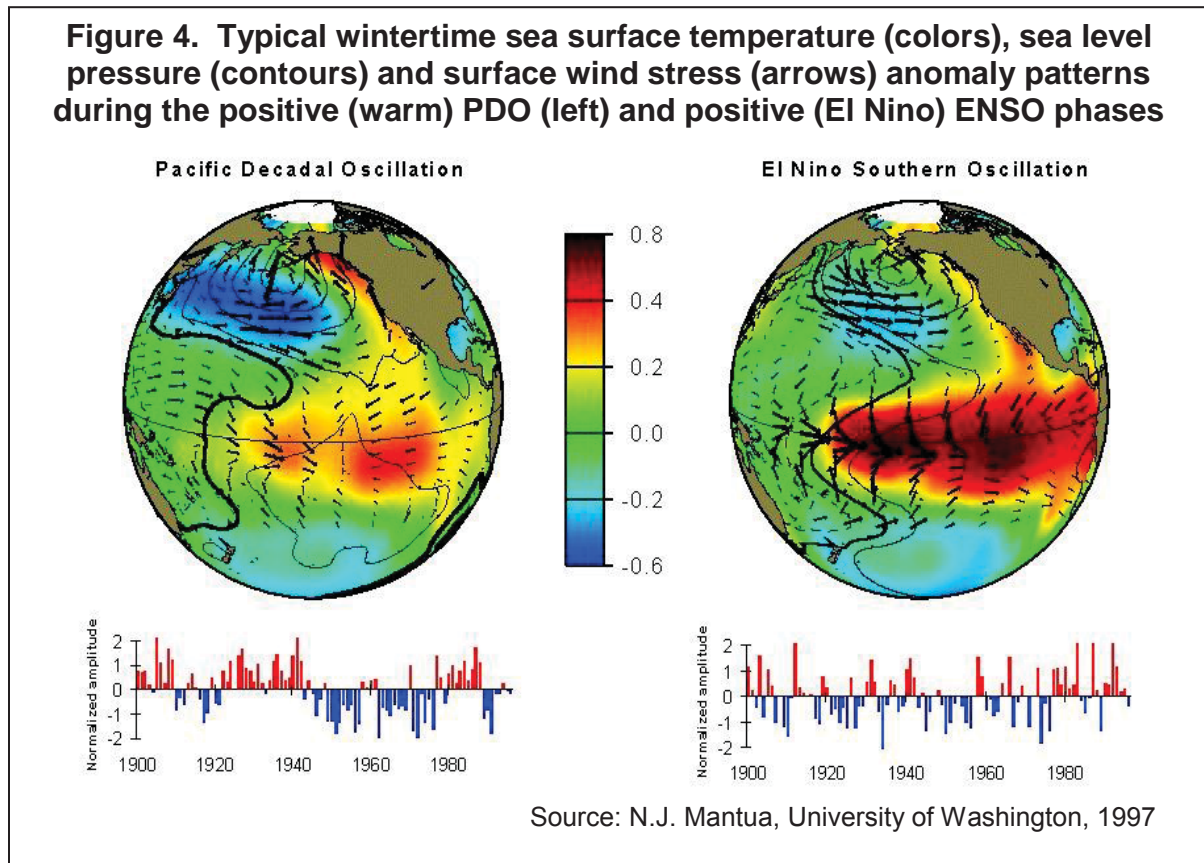 Figure 4.  Typical wintertime sea surface temperature (colors), sea level
pressure (contours) and surface wind stress (arrows) anomaly patterns
during the positive (warm) PDO (left) and positive (El Nino) ENSO phases
Pacific Decadal Oscillation
El Nino Southern Oscillation
0.8
0.4
0.2
0.0
-0.2
-0.6
Normalized amplitude
2
1
0
-1
-2
1900 1920 1940 1960 1980
Normalized amplitude
2
1
0
-1
-2
1900 1920 1940 1960 1980
Source: N.J. Mantua, University of Washington, 1997